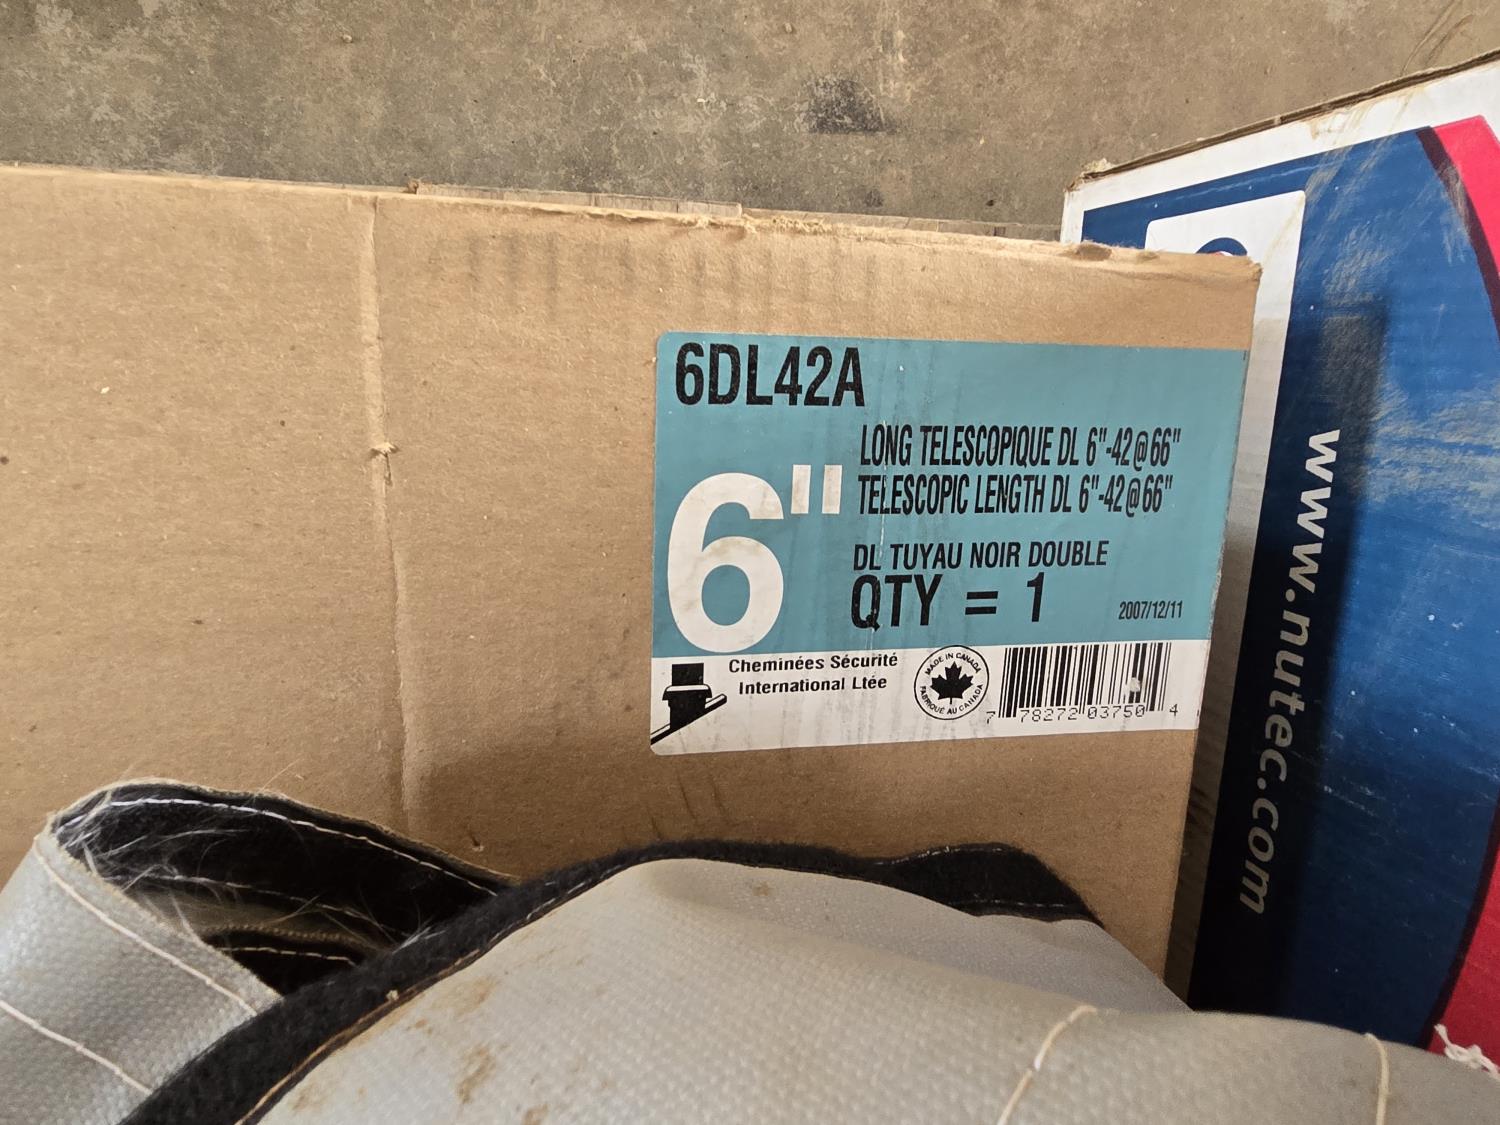 6DL42A
LONG TELESCOPIQUE DL 6"-42@66"
TELESCOPIC LENGTH DL 6"-42@66"
6"
DL TUYAU NOIR DOUBLE
QTY = 1
2007/12/11
Cheminées Sécurité
International Ltée
MADE IN CANADA
FABRIQUÉ AU CANADA
7 78272 03750 4
www.nutec.com